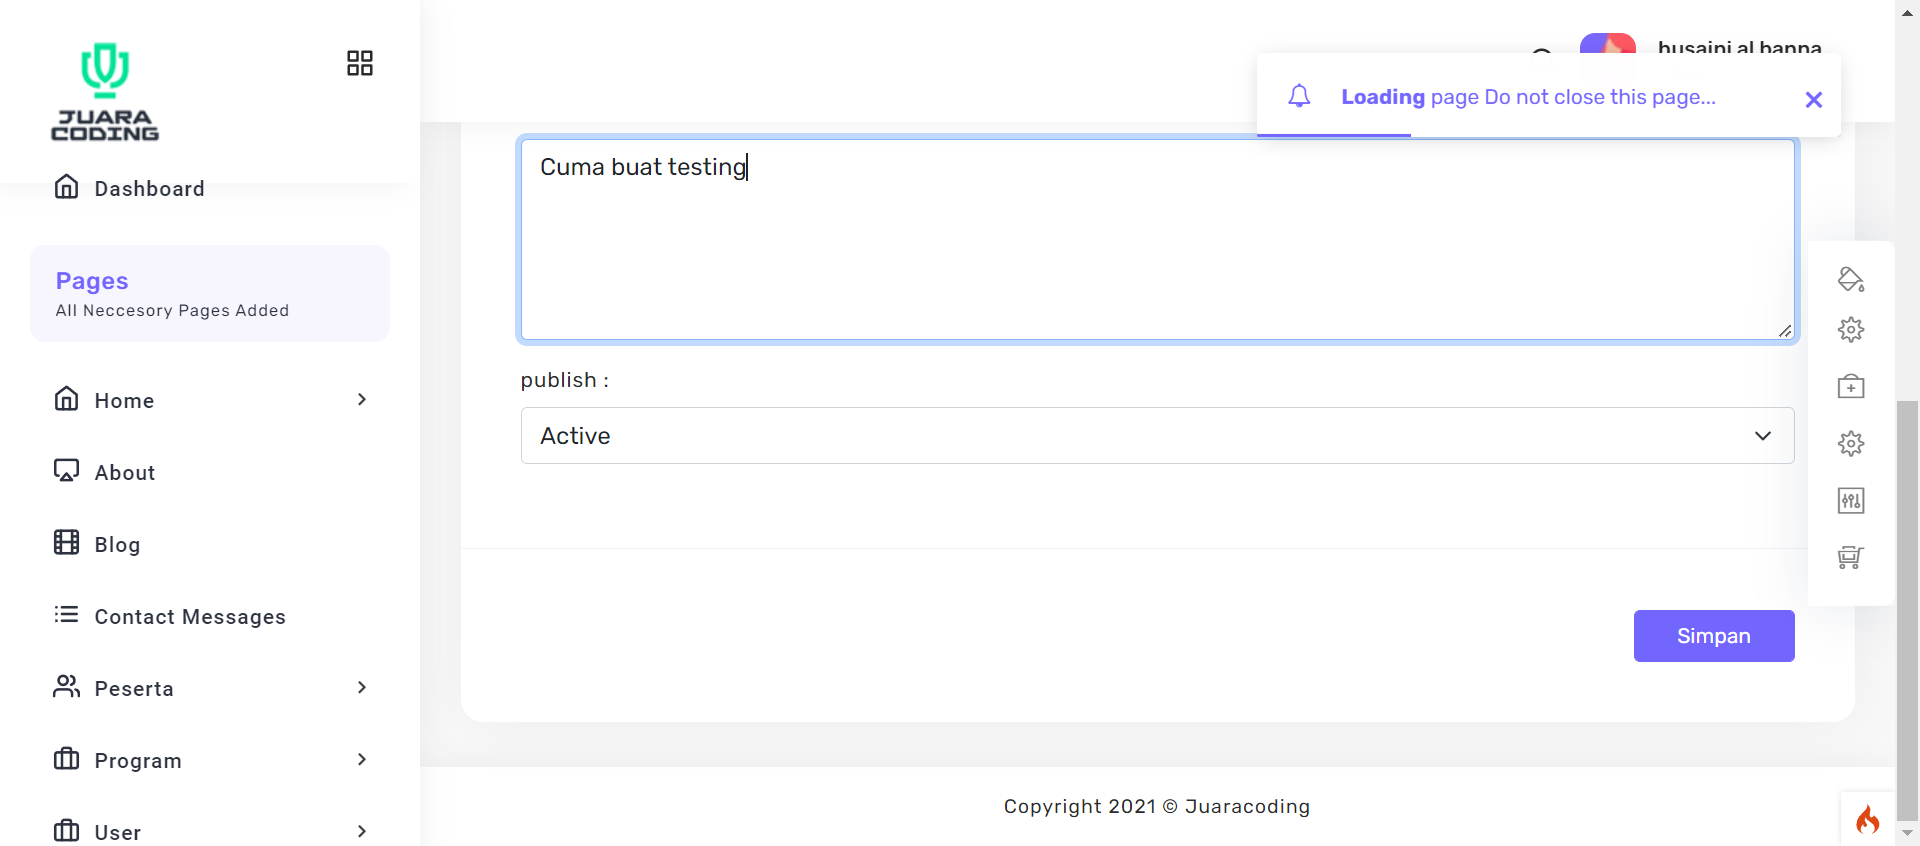 JUARA
CODING
Dashboard
Pages
All Neccesory Pages Added
Home
About
Blog
Contact Messages
Peserta
Program
User
husaini al banna
Loading page Do not close this page...
Cuma buat testing
publish :
Active
Simpan
Copyright 2021 © Juaracoding